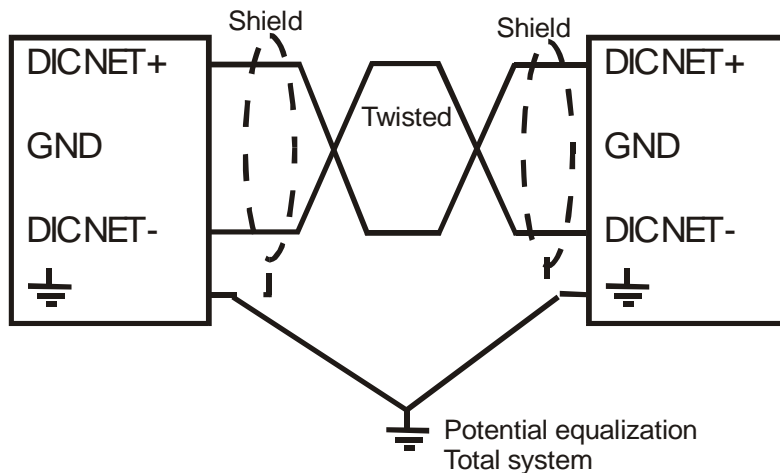 Shield
Shield
DICNET+
DICNET+
Twisted
GND
GND
DICNET-
DICNET-
Potential equalization
Total system